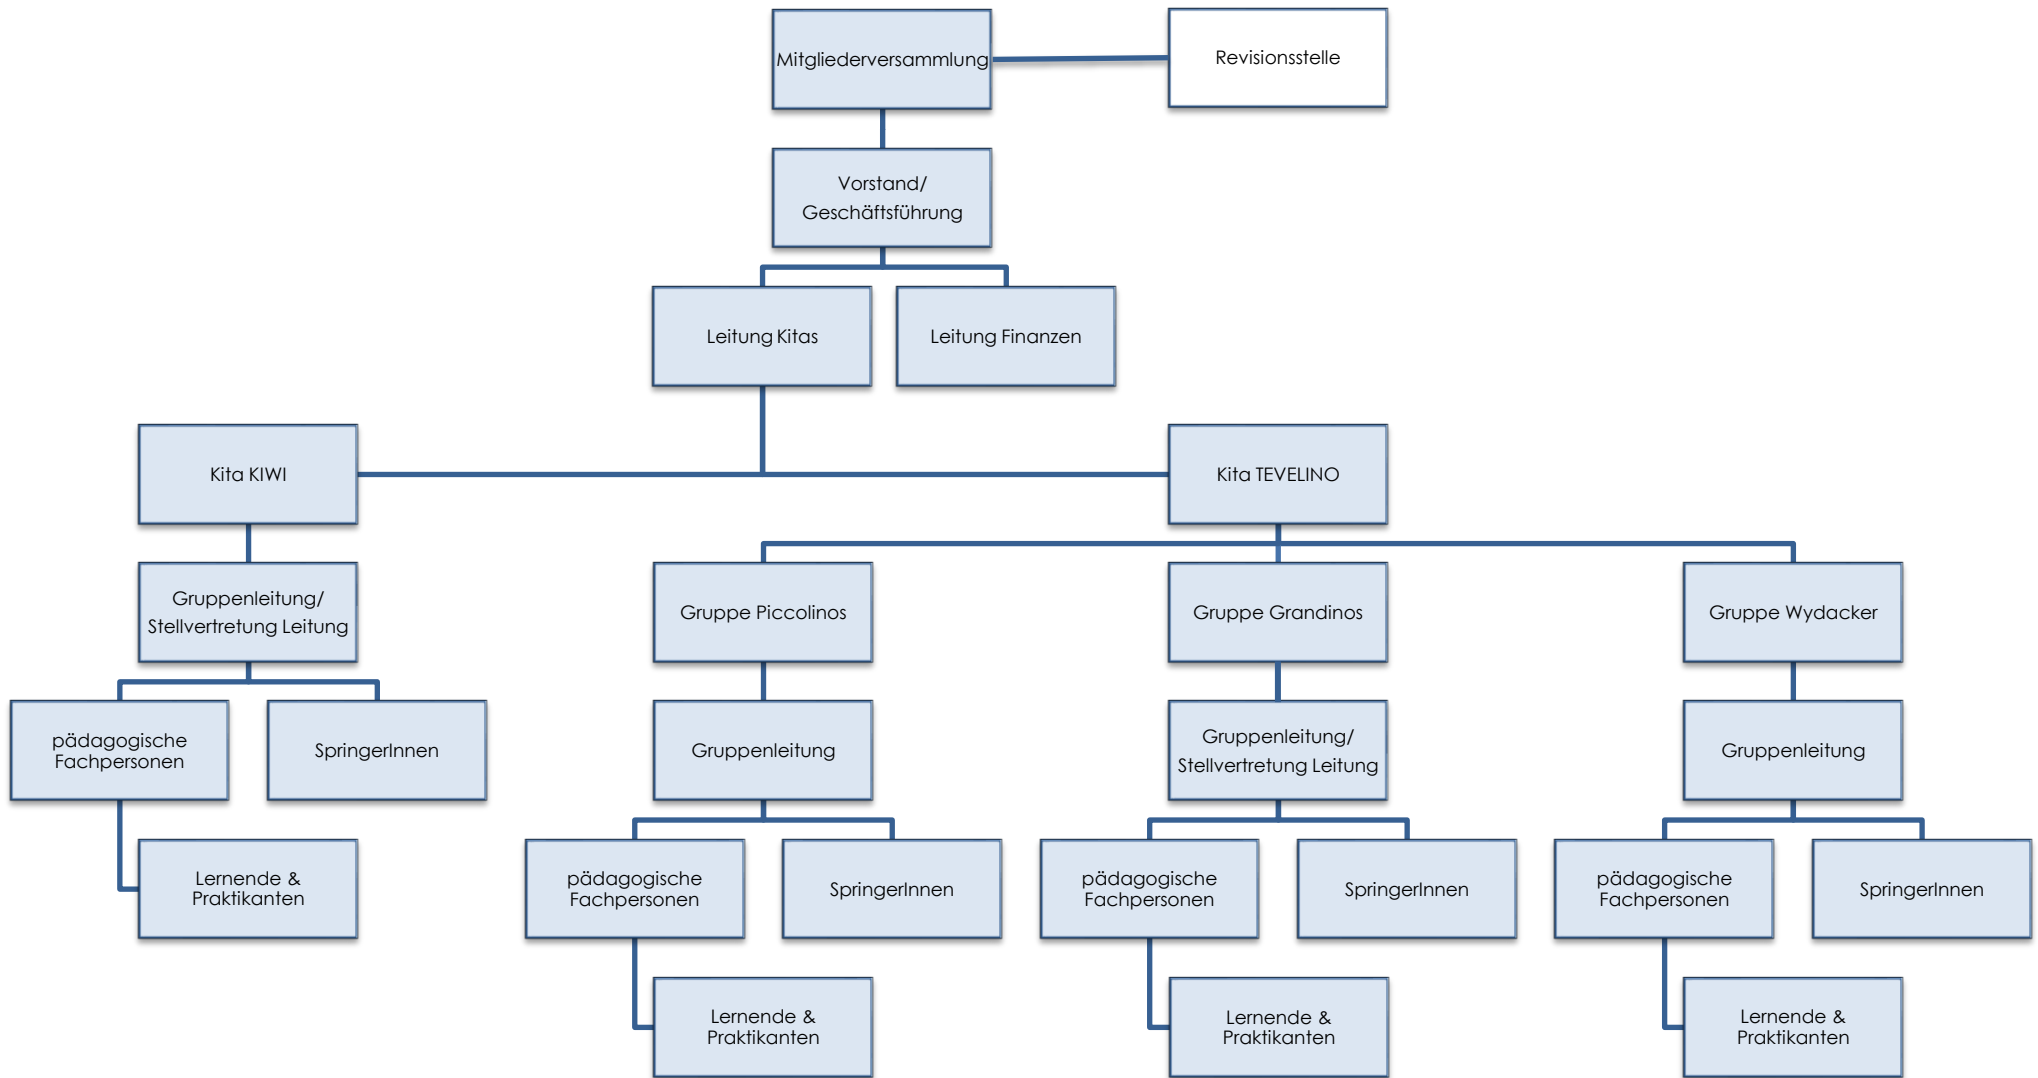 Mitgliederversammlung
Revisionsstelle
Vorstand/
Geschäftsführung
Leitung Kitas
Leitung Finanzen
Kita KIWI
Kita TEVELINO
Gruppenleitung/
Stellvertretung Leitung
Gruppe Piccolinos
Gruppe Grandinos
Gruppe Wydacker
pädagogische
Fachpersonen
SpringerInnen
Gruppenleitung
Gruppenleitung/
Stellvertretung Leitung
Gruppenleitung
Lernende &
Praktikanten
pädagogische
Fachpersonen
SpringerInnen
pädagogische
Fachpersonen
SpringerInnen
pädagogische
Fachpersonen
SpringerInnen
Lernende &
Praktikanten
Lernende &
Praktikanten
Lernende &
Praktikanten